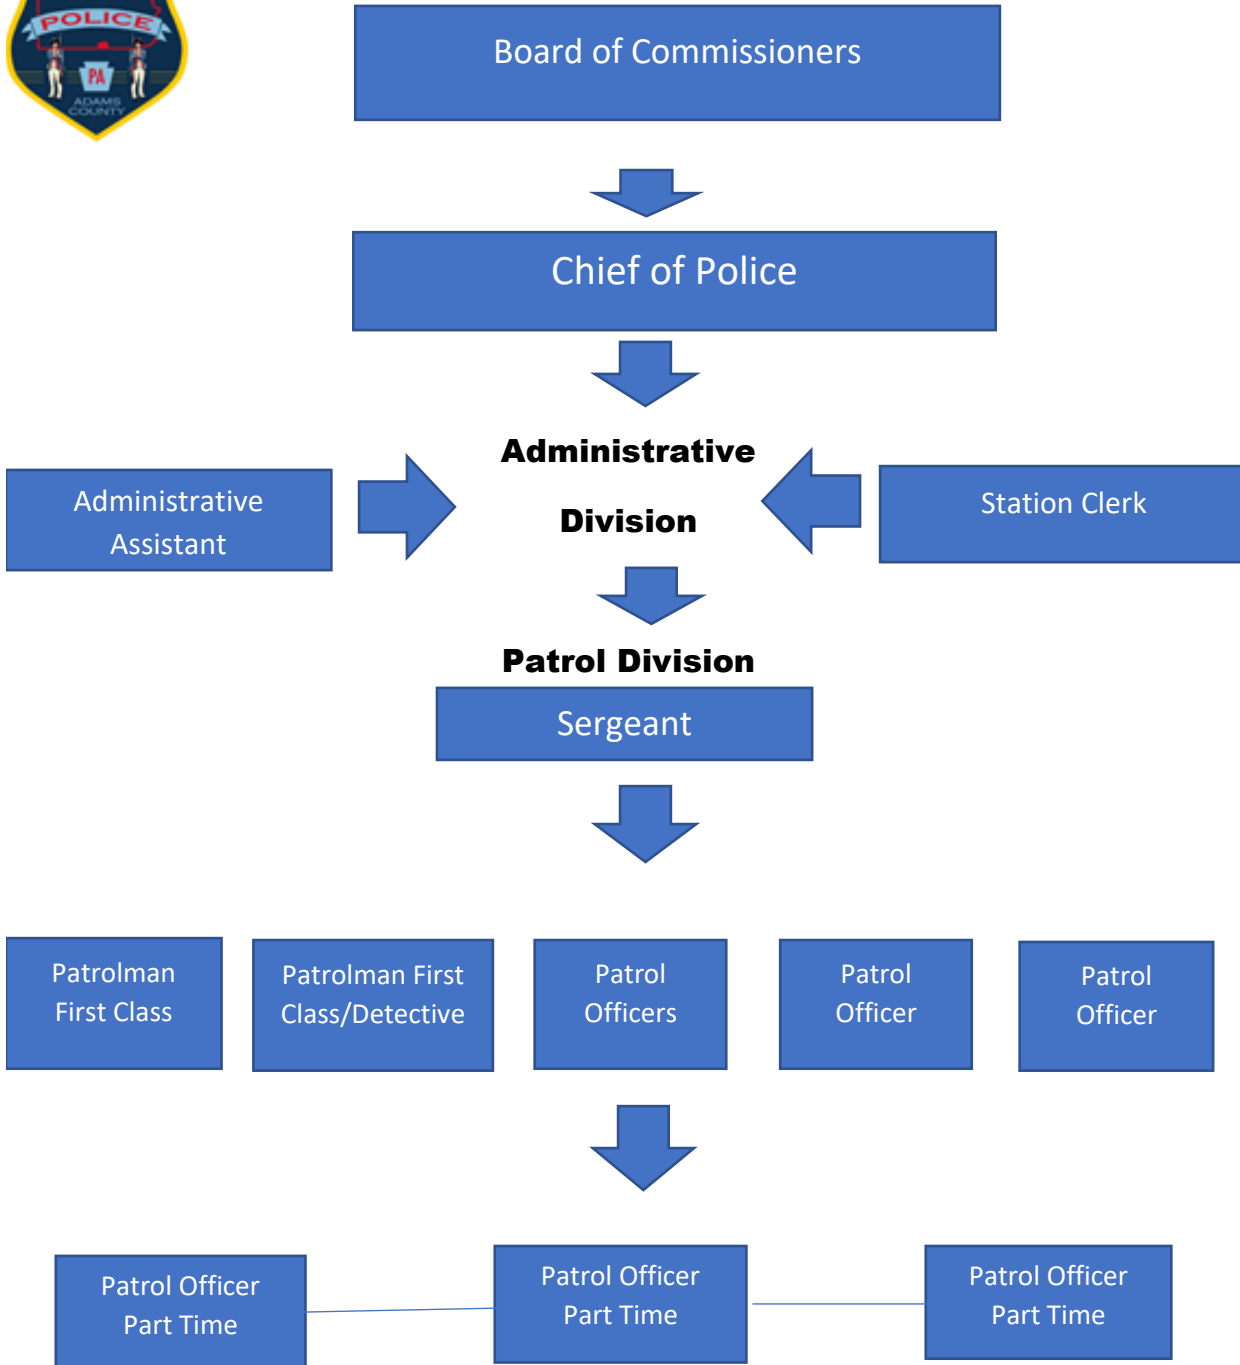 POLICE
PA
ADAMS
COUNTY
Board of Commissioners
Chief of Police
Administrative
Division
Administrative
Assistant
Station Clerk
Patrol Division
Sergeant
Patrolman
First Class
Patrolman First
Class/Detective
Patrol
Officers
Patrol
Officer
Patrol
Officer
Patrol Officer
Part Time
Patrol Officer
Part Time
Patrol Officer
Part Time